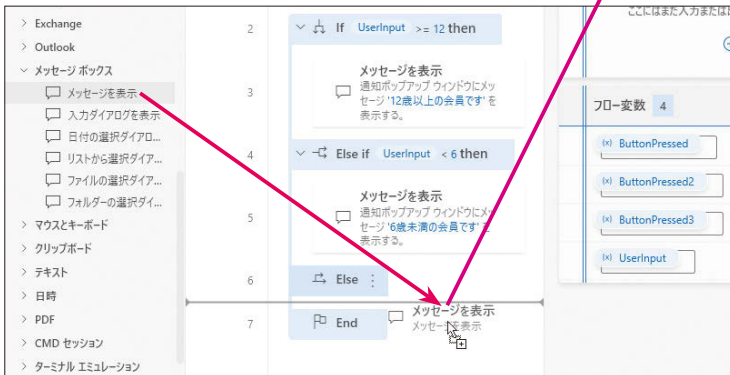 Exchange
Outlook
メッセージ ボックス
メッセージを表示
入力ダイアログを表示
日付の選択ダイアロ...
リストから選択ダイア...
ファイルの選択ダイア...
フォルダーの選択ダイ...
マウスとキーボード
クリップボード
テキスト
日時
PDF
CMD セッション
ターミナル エミュレーション
2
If UserInput >= 12 then
3
メッセージを表示
通知ポップアップ ウィンドウにメッ
セージ '12歳以上の会員です' を
表示する。
4
Else if UserInput < 6 then
5
メッセージを表示
通知ポップアップ ウィンドウにメッ
セージ '6歳未満の会員です' を
表示する。
6
Else
7
End
メッセージを表示
メッセージを表示
ここにはまだ入力または
フロー変数 4
(x) ButtonPressed
(x) ButtonPressed2
(x) ButtonPressed3
(x) UserInput